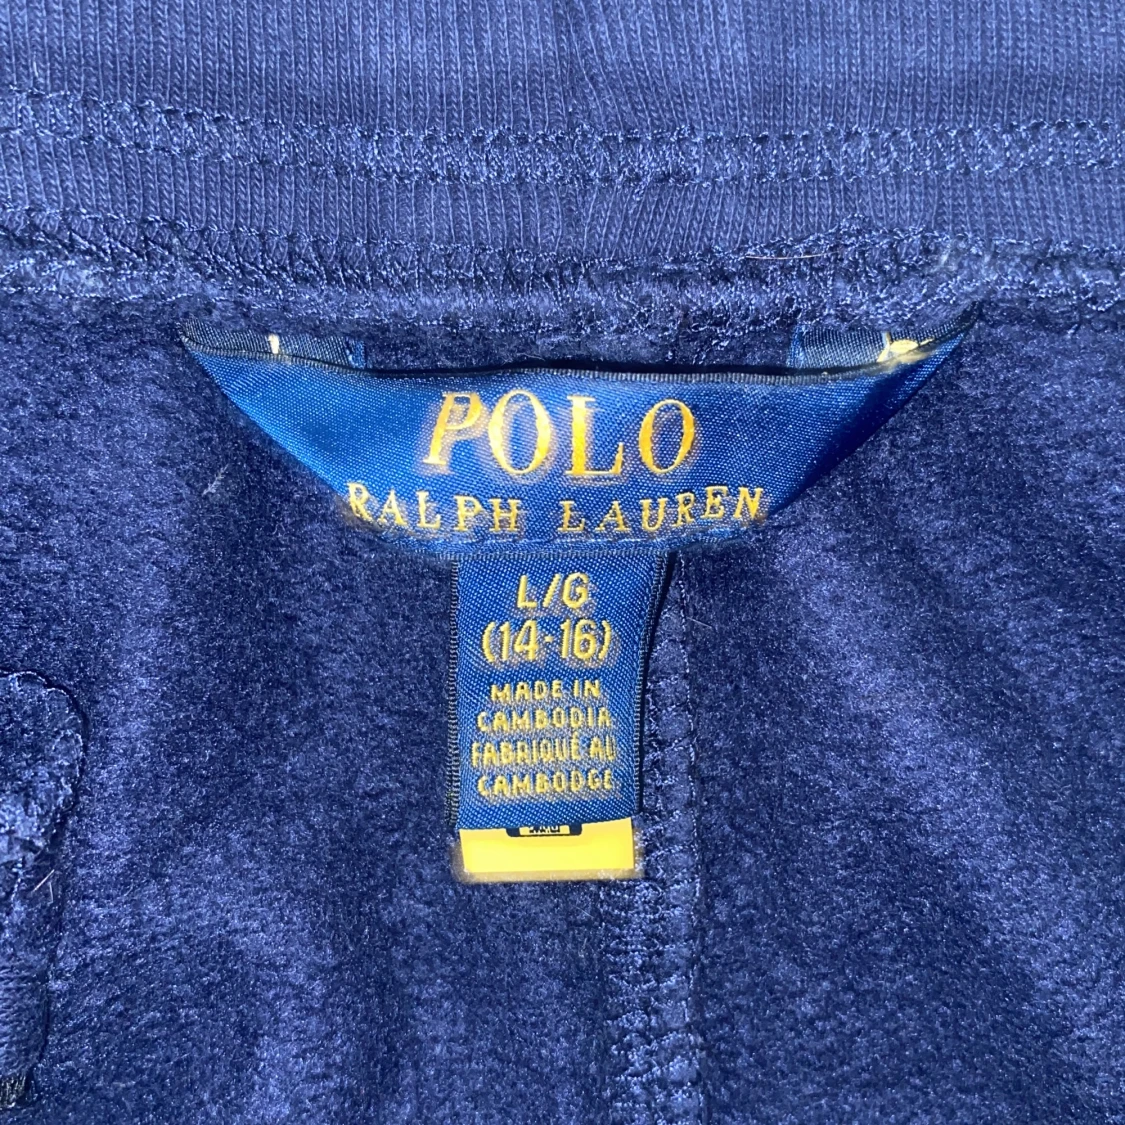 POLO
RALPH LAUREN
L/G
(14-16)
MADE IN
CAMBODIA
FABRIQUÉ AU
CAMBODGE